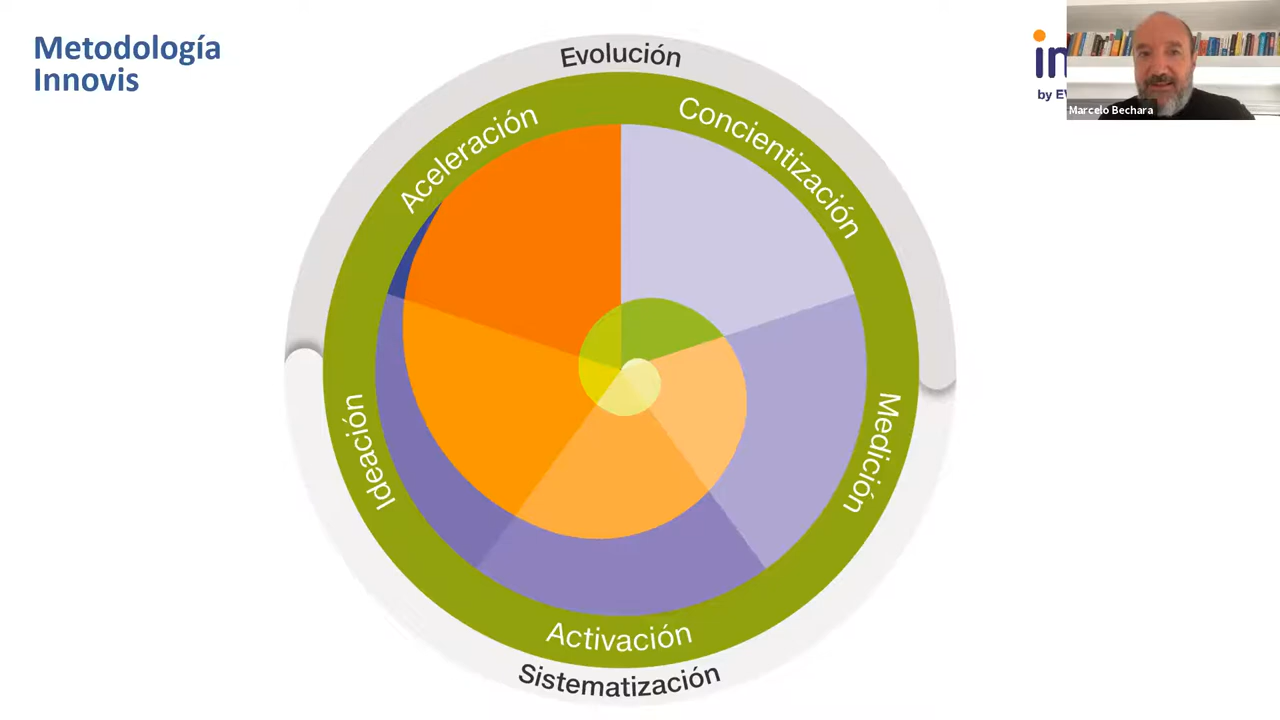 Metodología
Innovis
Evolución
Concientización
Aceleración
Medición
Ideación
Activación
Sistematización
by
Marcelo Bechara